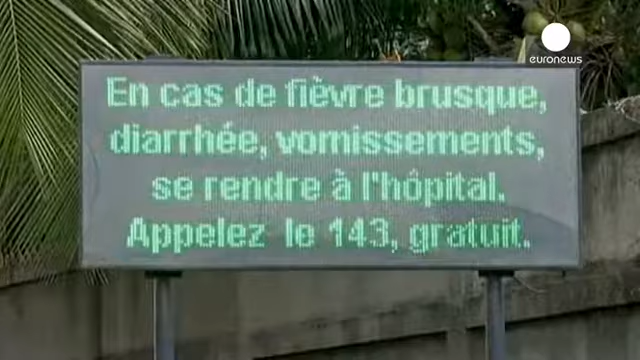 euronews
En cas de fièvre brusque,
diarrhée, vomissements,
se rendre à l'hôpital.
Appelez le 143, gratuit.